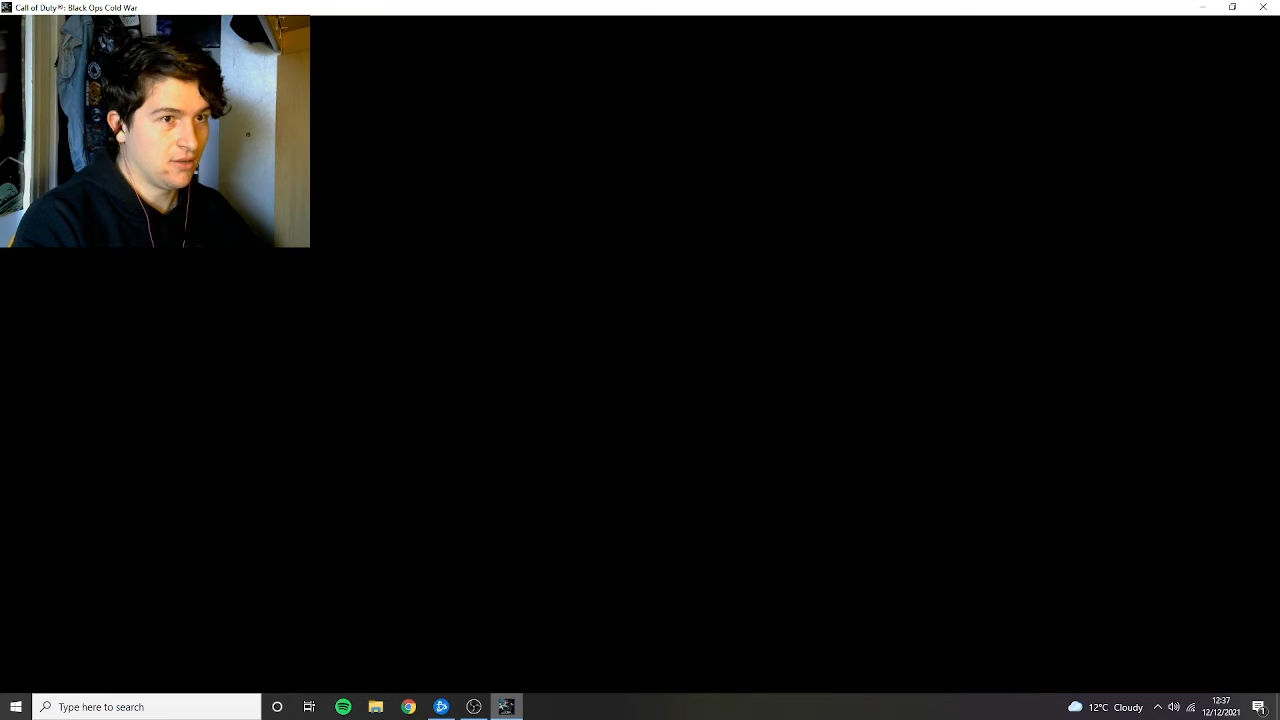 Call of Duty®: Black Ops Cold War
Type here to search
12°C Cloudy
12:37
12/12/2021